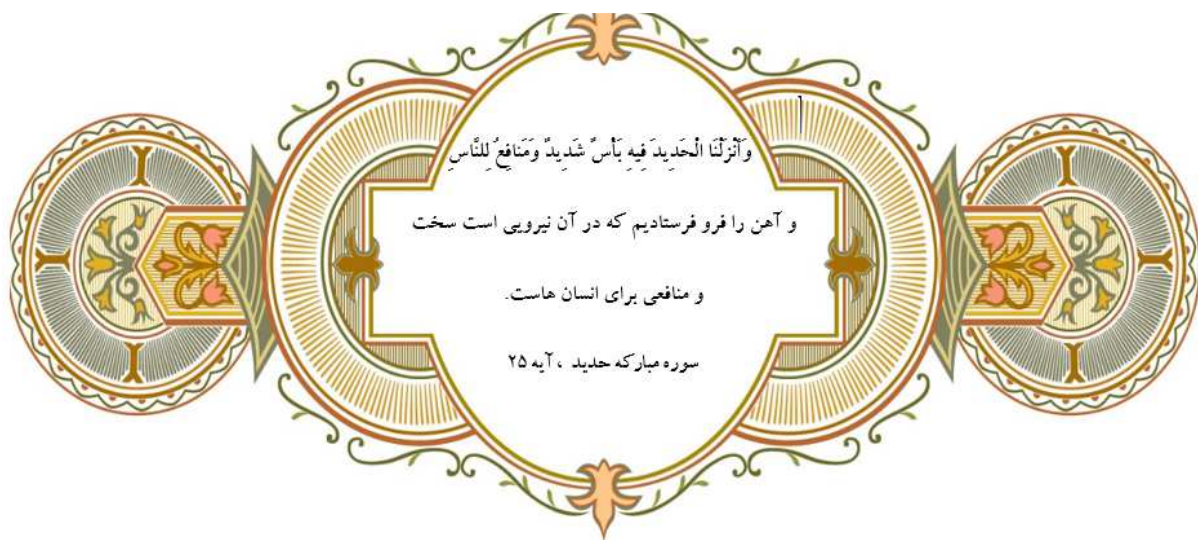 وَأَنْزَلْنَا الْحَدِيدَ فِيهِ بَأْسٌ شَدِيدٌ وَمَنَافِعُ لِلنَّاسِ
و آهن را فرو فرستادیم که در آن نیرویی است سخت
و منافعی برای انسان هاست.
سوره مبارکه حدید ، آیه ۲۵